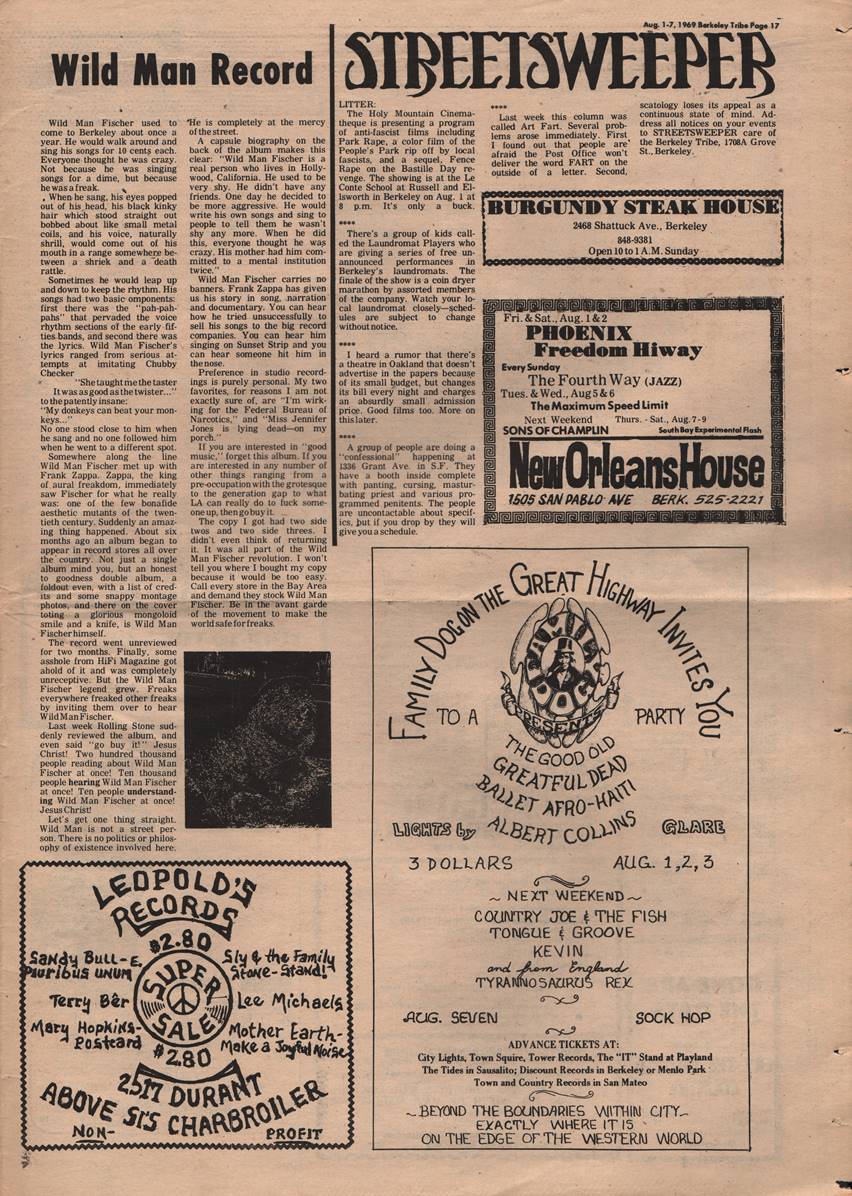 Aug. 1-7, 1969 Berkeley Tribe Page 17
Wild Man Record
Wild Man Fischer used to
come to Berkeley about once a
year. He would walk around and
sing his songs for 10 cents each.
Everyone thought he was crazy.
Not because he was singing
songs for a dime, but because
he was a freak.
When he sang, his eyes popped
out of his head, his black kinky
hair which stood straight out
bobbed about like small metal
coils, and his voice, naturally
shrill, would come out of his
mouth in a range somewhere be-
tween a shriek and a death
rattle.
Sometimes he would leap up
and down to keep the rhythm. His
songs had two basic omponents:
first there was the "pah-pah-
pahs" that pervaded the voice
rhythm sections of the early fif-
ties bands, and second there was
the lyrics. Wild Man Fischer's
lyrics ranged from serious at-
tempts at imitating Chubby
Checker
"She taught me the taster
It was as good as the twister..."
to the patently insane:
"My donkeys can beat your mon-
keys..."
No one stood close to him when
he sang and no one followed him
when he went to a different spot.
Somewhere along the line
Wild Man Fischer met up with
Frank Zappa. Zappa, the king
of aural freakdom, immediately
saw Fischer for what he really
was: one of the few bonafide
aesthetic mutants of the twen-
tieth century. Suddenly an amaz-
ing thing happened. About six
months ago an album began to
appear in record stores all over
the country. Not just a single
album mind you, but an honest
to goodness double album, a
foldout even, with a list of cred-
its and some snappy montage
photos, and there on the cover
toting a glorious mongoloid
smile and a knife, is Wild Man
Fischer himself.
The record went unreviewed
for two months. Finally, some
asshole from HiFi Magazine got
ahold of it and was completely
unreceptive. But the Wild Man
Fischer legend grew. Freaks
everywhere freaked other freaks
by inviting them over to hear
Wild Man Fischer.
Last week Rolling Stone sud-
denly reviewed the album, and
even said "go buy it!" Jesus
Christ! Two hundred thousand
people reading about Wild Man
Fischer at once! Ten thousand
people hearing Wild Man Fischer
at once! Ten people understand-
ing Wild Man Fischer at once!
Jesus Christ!
Let's get one thing straight.
Wild Man is not a street per-
son. There is no politics or philos-
ophy of existence involved here.
He is completely at the mercy
of the street.
A capsule biography on the
back of the album makes this
clear: "Wild Man Fischer is a
real person who lives in Holly-
wood, California. He used to be
very shy. He didn't have any
friends. One day he decided to
be more aggressive. He would
write his own songs and sing to
people to tell them he wasn't
shy any more. When he did
this, everyone thought he was
crazy. His mother had him com-
mitted to a mental institution
twice."
Wild Man Fischer carries no
banners. Frank Zappa has given
us his story in song, narration
and documentary. You can hear
how he tried unsuccessfully to
sell his songs to the big record
companies. You can hear him
singing on Sunset Strip and you
can hear someone hit him in
the nose.
Preference in studio record-
ings is purely personal. My two
favorites, for reasons I am not
exactly sure of, are "I'm work-
ing for the Federal Bureau of
Narcotics," and "Miss Jennifer
Jones is lying dead—on my
porch."
If you are interested in "good
music," forget this album. If you
are interested in any number of
other things ranging from a
pre-occupation with the grotesque
to the generation gap to what
LA can really do to fuck some-
one up, then go buy it.
The copy I got had two side
twos and two side threes. I
didn't even think of returning
it. It was all part of the Wild
Man Fischer revolution. I won't
tell you where I bought my copy
because it would be too easy.
Call every store in the Bay Area
and demand they stock Wild Man
Fischer. Be in the avant garde
of the movement to make the
world safe for freaks.
STREETSWEEPER
LITTER:
The Holy Mountain Cinema-
theque is presenting a program
of anti-fascist films including
Park Rape, a color film of the
People's Park rip off by local
fascists, and a sequel, Fence
Rape on the Bastille Day re-
venge. The showing is at the Le
Conte School at Russell and El-
lsworth in Berkeley on Aug. 1 at
8 p.m. It's only a buck.
****
There's a group of kids call-
ed the Laundromat Players who
are giving a series of free un-
announced performances in
Berkeley's laundromats. The
finale of the show is a coin dryer
marathon by assorted members
of the company. Watch your lo-
cal laundromat closely—sched-
ules are subject to change
without notice.
****
I heard a rumor that there's
a theatre in Oakland that doesn't
advertise in the papers because
of its small budget, but changes
its bill every night and charges
an absurdly small admission
price. Good films too. More on
this later.
****
A group of people are doing a
"confessional" happening at
1336 Grant Ave. in S.F. They
have a booth inside complete
with panting, cursing, mastur-
bating priest and various pro-
grammed penitents. The people
are uncontactable about specif-
ics, but if you drop by they will
give you a schedule.
****
Last week this column was
called Art Fart. Several prob-
lems arose immediately. First
I found out that people are
afraid the Post Office won't
deliver the word FART on the
outside of a letter. Second,
scatology loses its appeal as a
continuous state of mind. Ad-
dress all notices on your events
to STREETSWEEPER care of
the Berkeley Tribe, 1708A Grove
St., Berkeley.
BURGUNDY STEAK HOUSE
2468 Shattuck Ave., Berkeley
848-9381
Open 10 to 1 A.M. Sunday
Fri. & Sat., Aug. 1 & 2
PHOENIX
Freedom Hiway
Every Sunday
The Fourth Way (JAZZ)
Tues. & Wed., Aug 5 & 6
The Maximum Speed Limit
Next Weekend Thurs. - Sat., Aug. 7-9
SONS OF CHAMPLIN South Bay Experimental Flash
New Orleans House
1505 SAN PABLO AVE BERK. 525-2221
FAMILY DOG ON THE GREAT HIGHWAY INVITES YOU
TO A PARTY
FAMILY DOG
PRESENTS
THE GOOD OLD
GREATFUL DEAD
BALLET AFRO-HAITI
ALBERT COLLINS
LIGHTS by GLARE
3 DOLLARS AUG. 1,2,3
~ NEXT WEEKEND ~
COUNTRY JOE & THE FISH
TONGUE & GROOVE
KEVIN
and from England
TYRANNOSAURUS REX
AUG. SEVEN SOCK HOP
ADVANCE TICKETS AT:
City Lights, Town Squire, Tower Records, The "IT" Stand at Playland
The Tides in Sausalito; Discount Records in Berkeley or Menlo Park
Town and Country Records in San Mateo
~BEYOND THE BOUNDARIES WITHIN CITY~
EXACTLY WHERE IT IS
ON THE EDGE OF THE WESTERN WORLD
LEOPOLD'S
RECORDS
$2.80
Sandy Bull-E.
Pluribus Unum
Sly & the Family
Stone-Stand!
SUPER
SALE
Terry Ber
Lee Michaels
Mary Hopkins-
Postcard
Mother Earth-
Make a Joyful Noise
$2.80
2517 DURANT
ABOVE SI'S CHARBROILER
NON-PROFIT